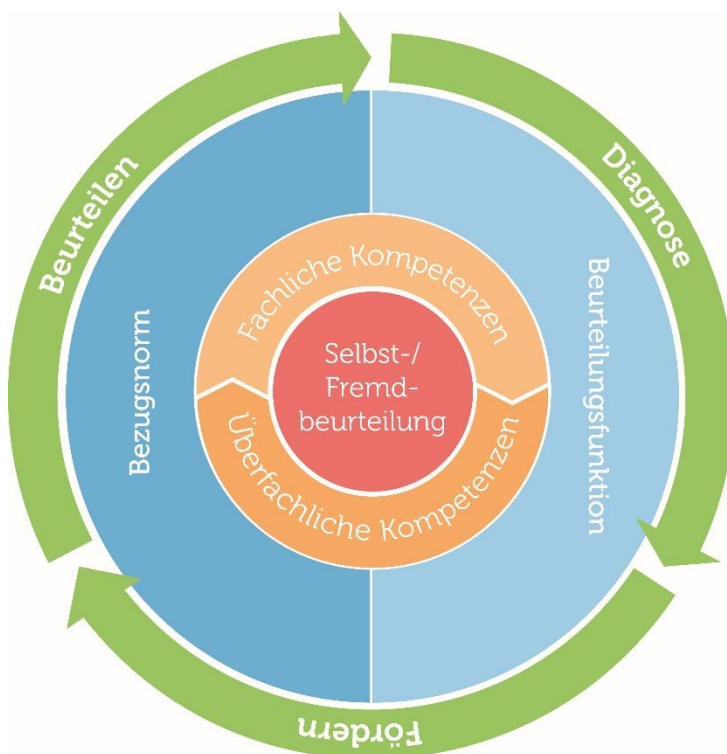 Beurteilen
Diagnose
Fördern
Bezugsnorm
Beurteilungsfunktion
Fachliche Kompetenzen
Überfachliche Kompetenzen
Selbst-/
Fremd-
beurteilung